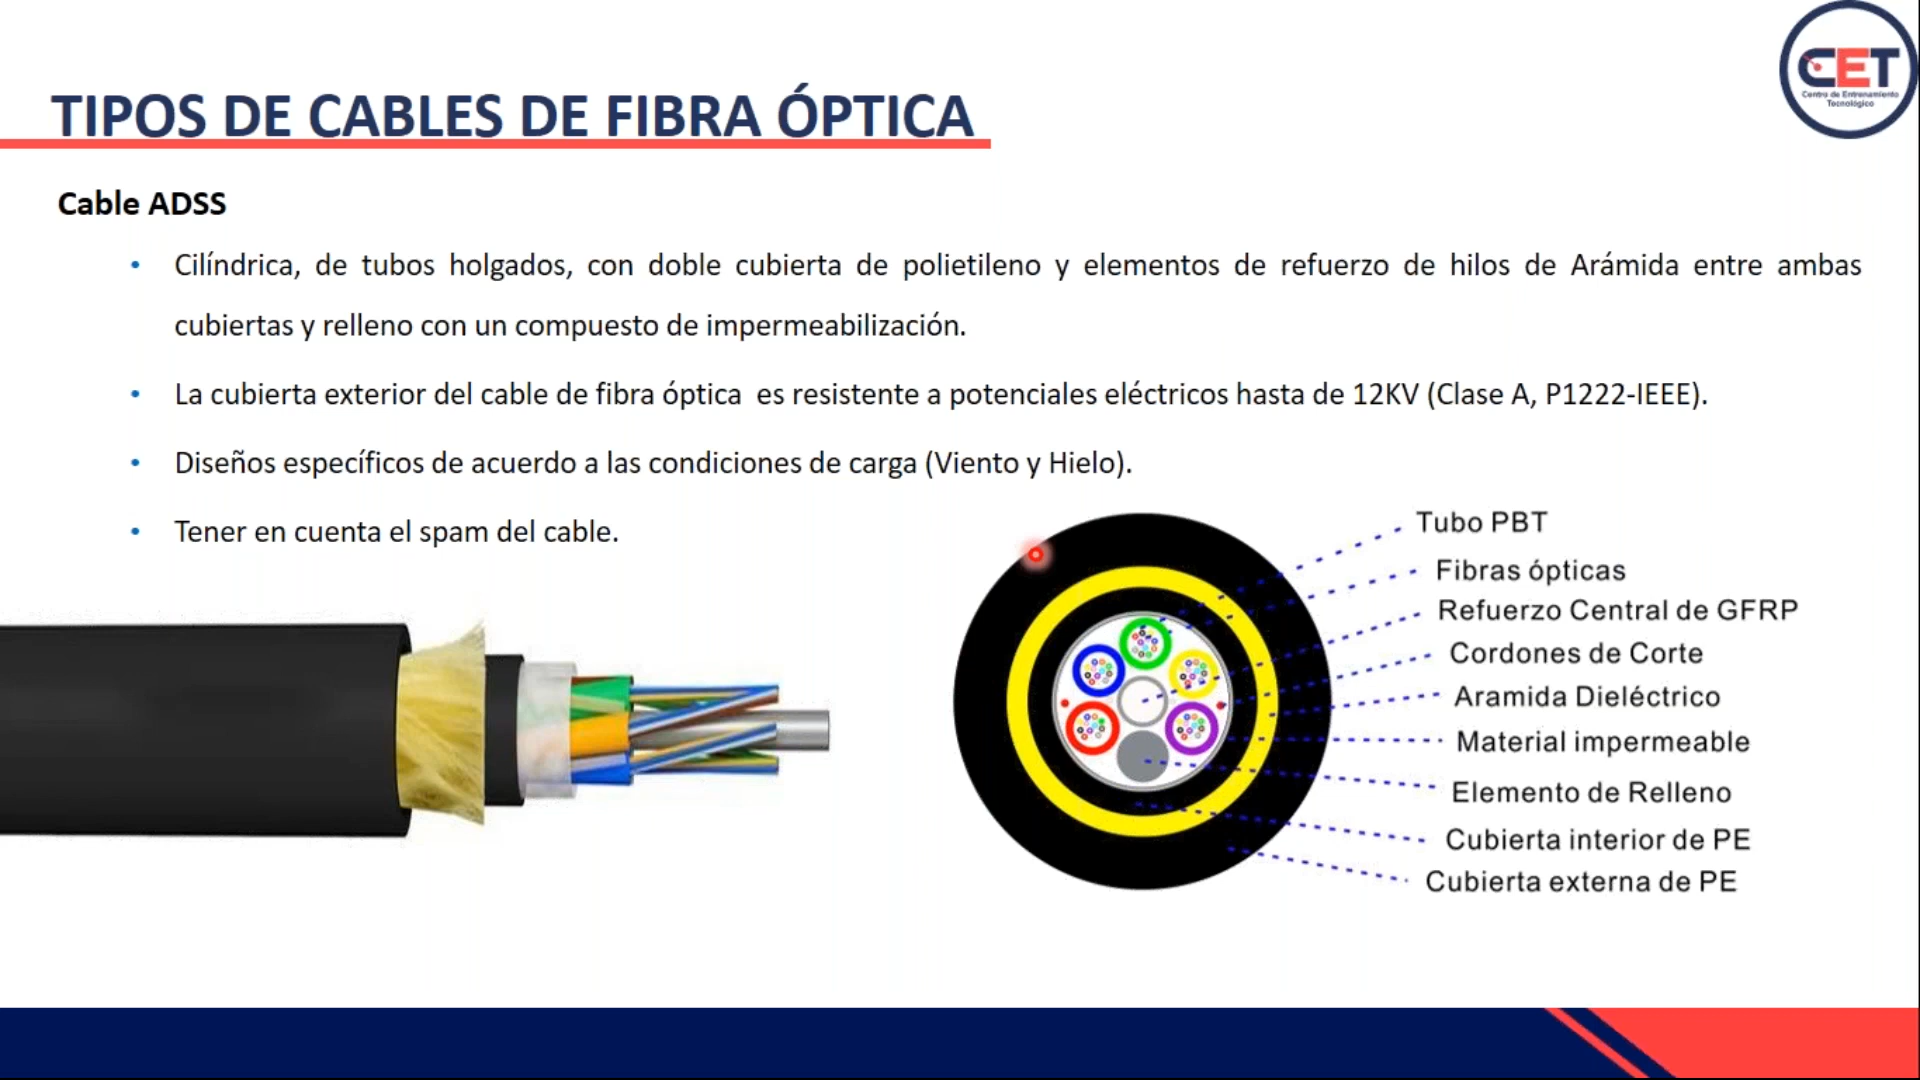 CET
Centro de Entrenamiento
Tecnológico
TIPOS DE CABLES DE FIBRA ÓPTICA
Cable ADSS
• Cilíndrica, de tubos holgados, con doble cubierta de polietileno y elementos de refuerzo de hilos de Arámida entre ambas
cubiertas y relleno con un compuesto de impermeabilización.
• La cubierta exterior del cable de fibra óptica es resistente a potenciales eléctricos hasta de 12KV (Clase A, P1222-IEEE).
• Diseños específicos de acuerdo a las condiciones de carga (Viento y Hielo).
• Tener en cuenta el spam del cable.
Tubo PBT
Fibras ópticas
Refuerzo Central de GFRP
Cordones de Corte
Aramida Dieléctrico
Material impermeable
Elemento de Relleno
Cubierta interior de PE
Cubierta externa de PE